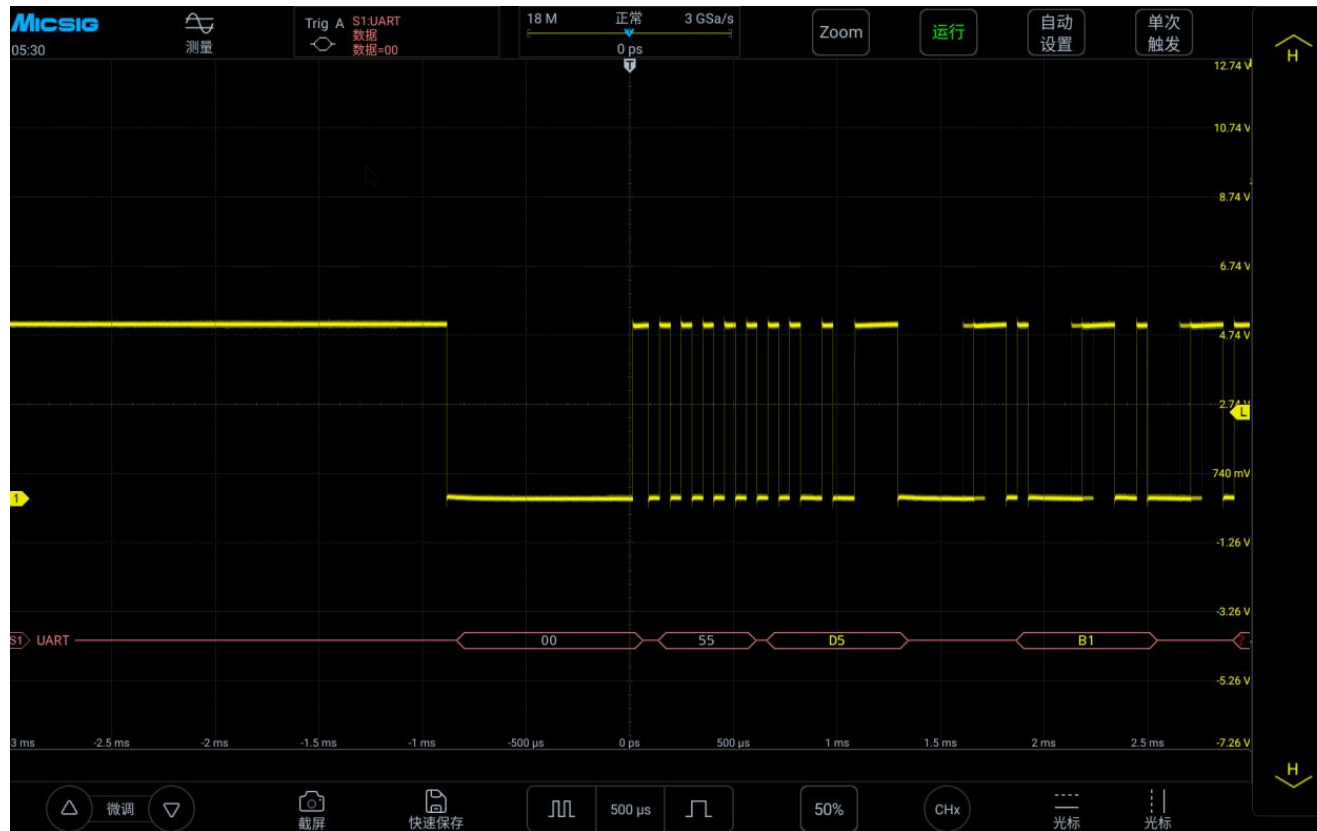 Micsig
05:30
测量
Trig A
S1:UART
数据
数据=00
18 M
正常
3 GSa/s
0 ps
Zoom
运行
自动
设置
单次
触发
H
T
12.74 V
10.74 V
8.74 V
6.74 V
4.74 V
2.74 V
L
740 mV
1
-1.26 V
-3.26 V
S1
UART
00
55
D5
B1
?
-5.26 V
3 ms
-2.5 ms
-2 ms
-1.5 ms
-1 ms
-500 μs
0 ps
500 μs
1 ms
1.5 ms
2 ms
2.5 ms
-7.26 V
H
微调
截屏
快速保存
500 μs
50%
CHx
光标
光标